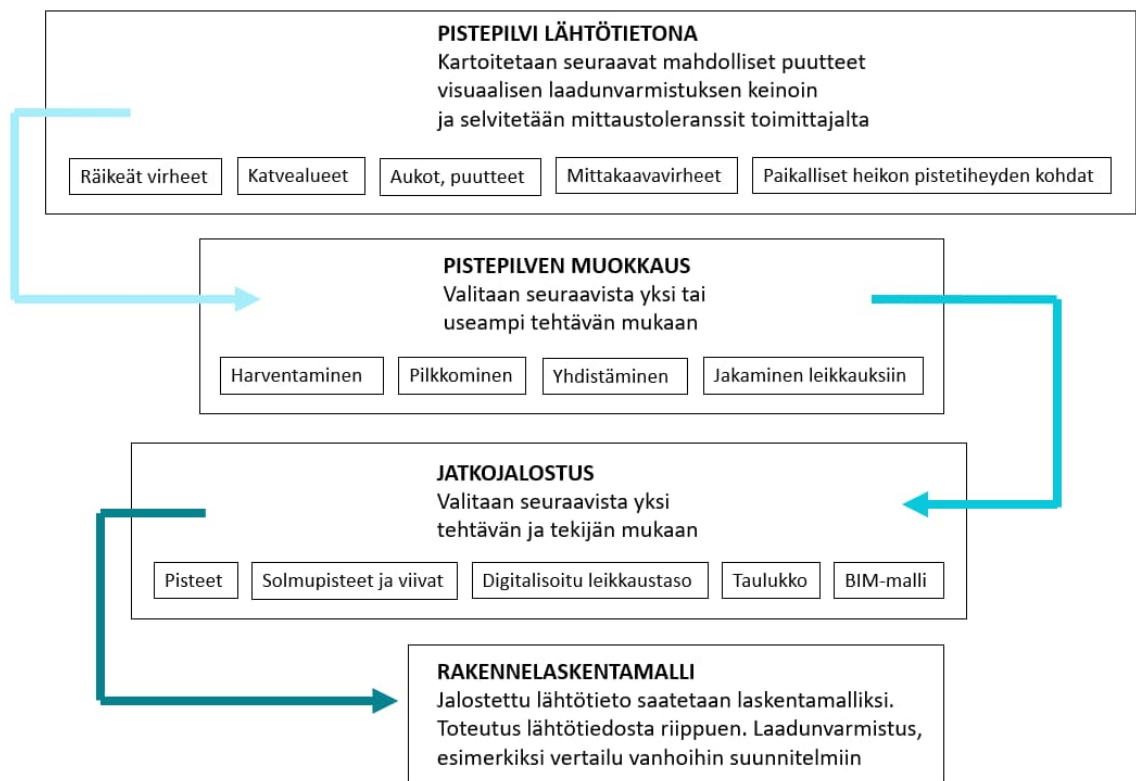 PISTEPILVI LÄHTÖTIETONA
Kartoitetaan seuraavat mahdolliset puutteet
visuaalisen laadunvarmistuksen keinoin
ja selvitetään mittaustoleranssit toimittajalta
Räikeät virheet
Katvealueet
Aukot, puutteet
Mittakaavavirheet
Paikalliset heikon pistetiheyden kohdat
PISTEPILVEN MUOKKAUS
Valitaan seuraavista yksi tai
useampi tehtävän mukaan
Harventaminen
Pilkkominen
Yhdistäminen
Jakaminen leikkauksiin
JATKOJALOSTUS
Valitaan seuraavista yksi
tehtävän ja tekijän mukaan
Pisteet
Solmupisteet ja viivat
Digitalisoitu leikkaustaso
Taulukko
BIM-malli
RAKENNELASKENTAMALLI
Jalostettu lähtötieto saatetaan laskentamalliksi.
Toteutus lähtötiedosta riippuen. Laadunvarmistus,
esimerkiksi vertailu vanhoihin suunnitelmiin